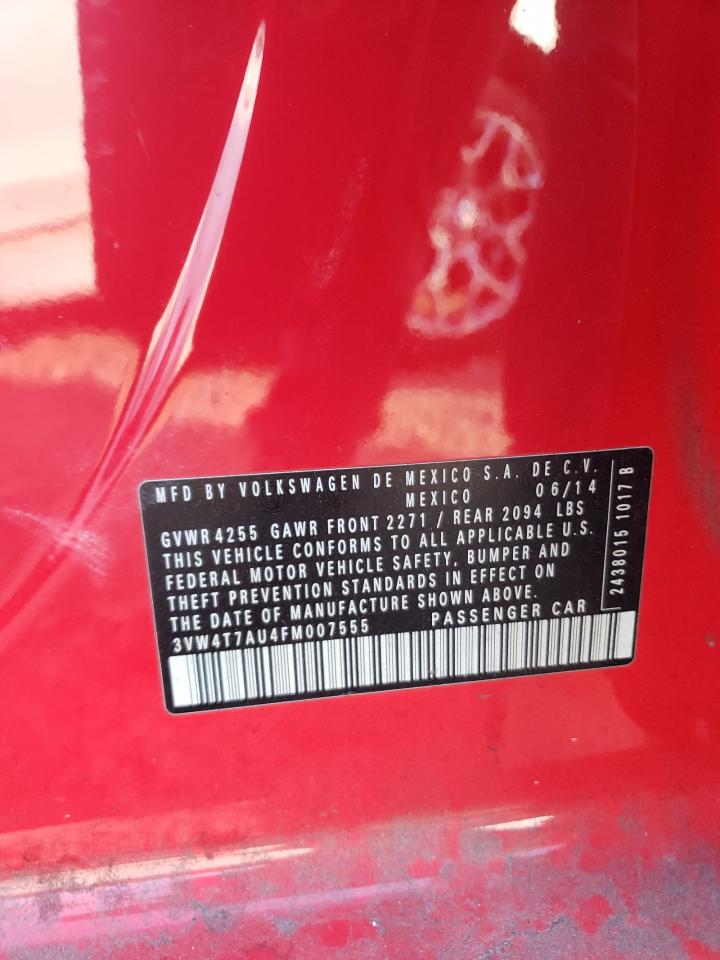 MFD BY VOLKSWAGEN DE MEXICO S.A. DE C.V.
MEXICO 06/14
GVWR 4255 GAWR FRONT 2271 / REAR 2094 LBS
THIS VEHICLE CONFORMS TO ALL APPLICABLE U.S.
FEDERAL MOTOR VEHICLE SAFETY, BUMPER AND
THEFT PREVENTION STANDARDS IN EFFECT ON
THE DATE OF MANUFACTURE SHOWN ABOVE.
3VW4T7AU4FM007555 PASSENGER CAR
2438015 1017 B